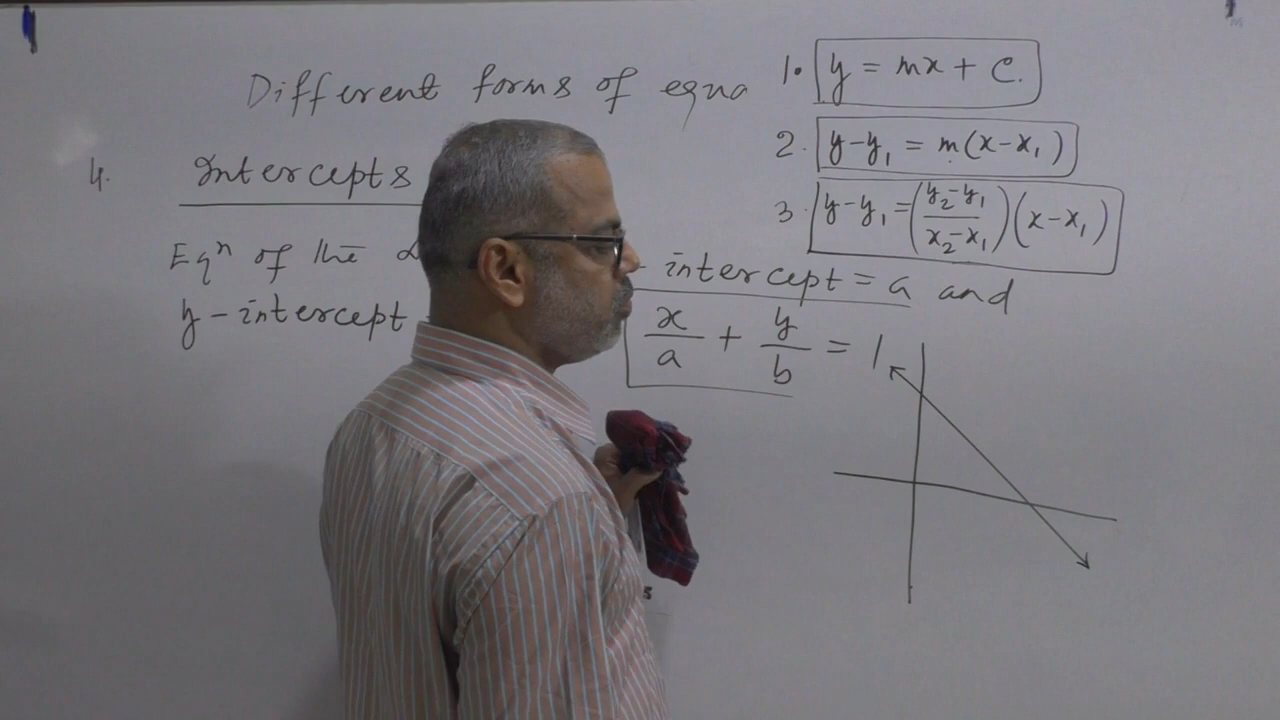 Different forms of equa
1. y = mx + c.
2. y-y₁ = m(x-x₁)
3. y-y₁ = ((y₂-y₁)/(x₂-x₁))(x-x₁)
4. Intercepts
Eqⁿ of the - intercept = a and
y-intercept
x/a + y/b = 1